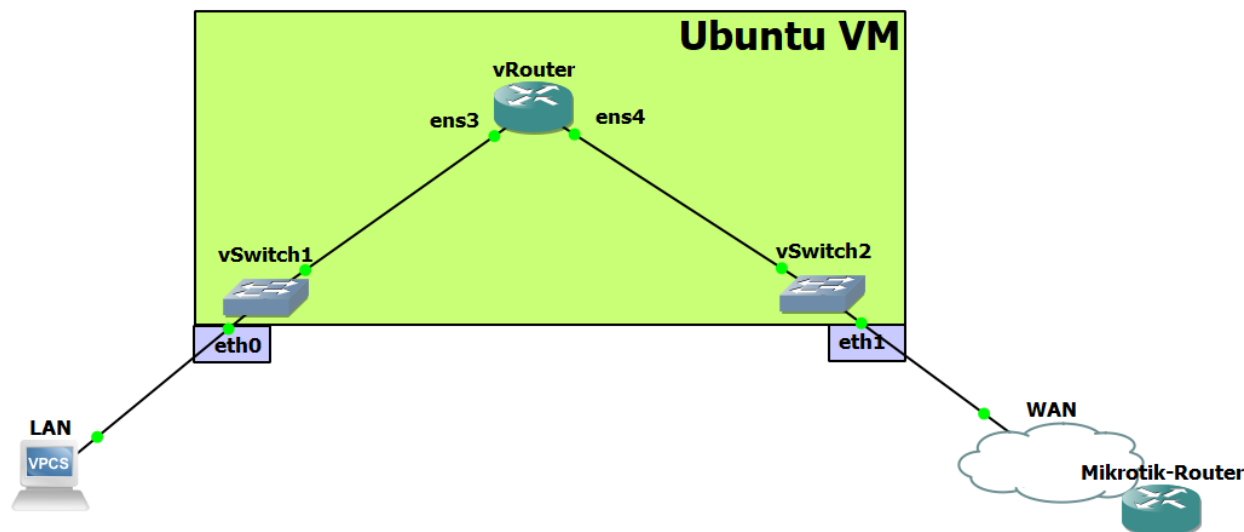 Ubuntu VM
vRouter
ens3
ens4
vSwitch1
vSwitch2
eth0
eth1
LAN
VPCS
WAN
Mikrotik-Router